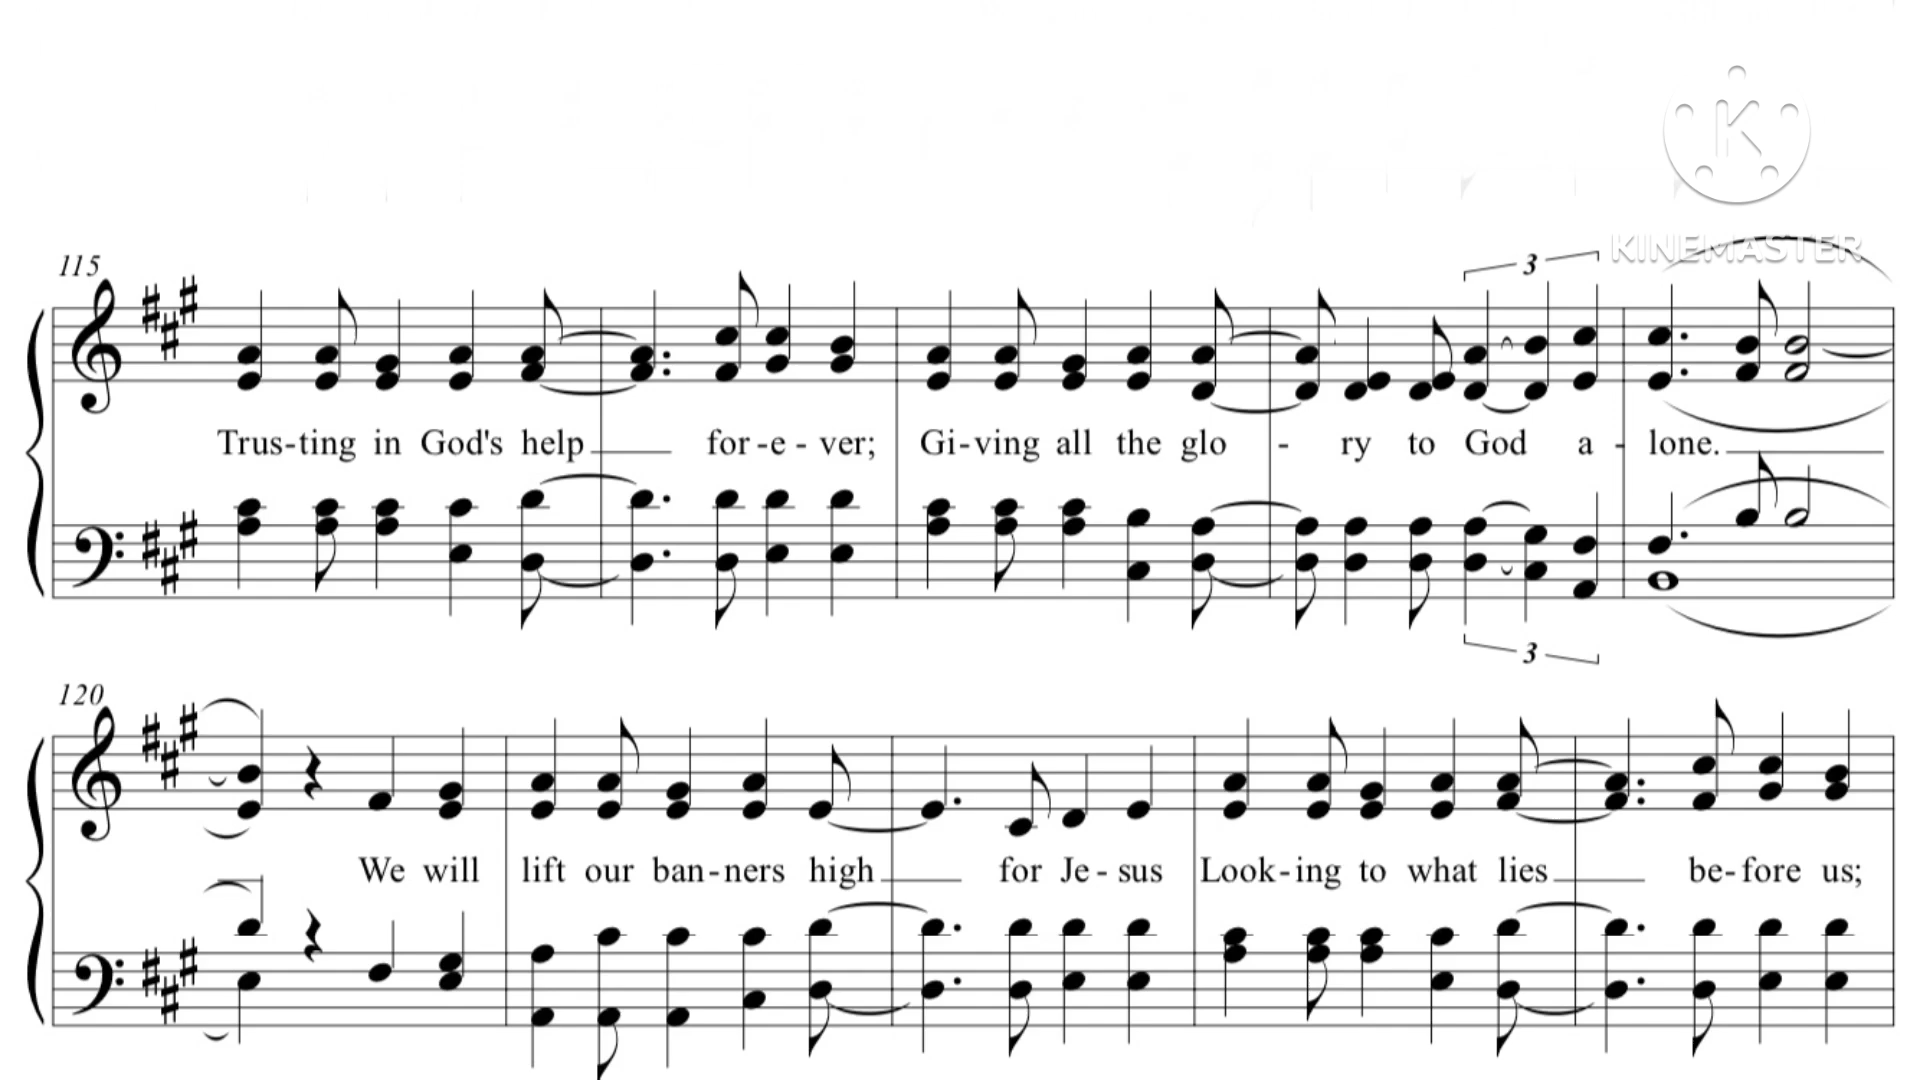 K
KINEMASTER
115
3
Trus-ting in God's help for-e-ver; Gi-ving all the glo - ry to God a - lone.
3
120
We will lift our ban-ners high for Je-sus Look-ing to what lies be-fore us;